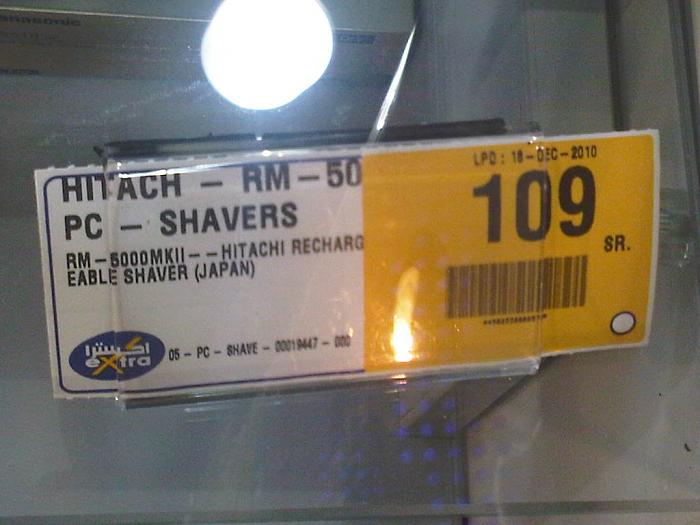 Panasonic
HITACH - RM-50
PC - SHAVERS
RM-5000MKII--HITACHI RECHARG
EABLE SHAVER (JAPAN)
اكسترا
eXtra
05 - PC - SHAVE - 00019447 - 000
LPD : 18-DEC-2010
109
SR.